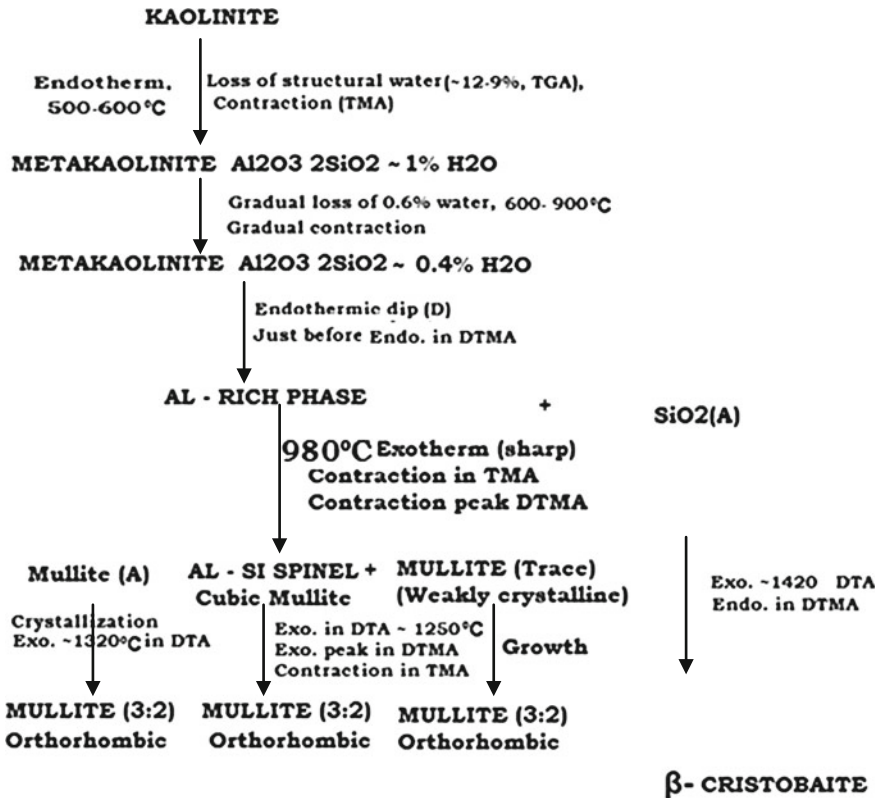 KAOLINITE
Endotherm,
500-600°C
Loss of structural water(~12.9%, TGA),
Contraction (TMA)
METAKAOLINITE Al2O3 2SiO2 ~ 1% H2O
Gradual loss of 0.6% water, 600- 900°C
Gradual contraction
METAKAOLINITE Al2O3 2SiO2 ~ 0.4% H2O
Endothermic dip (D)
Just before Endo. in DTMA
AL - RICH PHASE + SiO2(A)
980°C Exotherm (sharp)
Contraction in TMA
Contraction peak DTMA
Mullite (A)
AL - SI SPINEL +
Cubic Mullite
MULLITE (Trace)
(Weakly crystalline)
Exo. ~1420 DTA
Endo. in DTMA
Crystallization
Exo. ~1320°C in DTA
Exo. in DTA ~ 1250°C
Exo. peak in DTMA
Contraction in TMA
Growth
MULLITE (3:2)
Orthorhombic
MULLITE (3:2)
Orthorhombic
MULLITE (3:2)
Orthorhombic
β- CRISTOBAITE